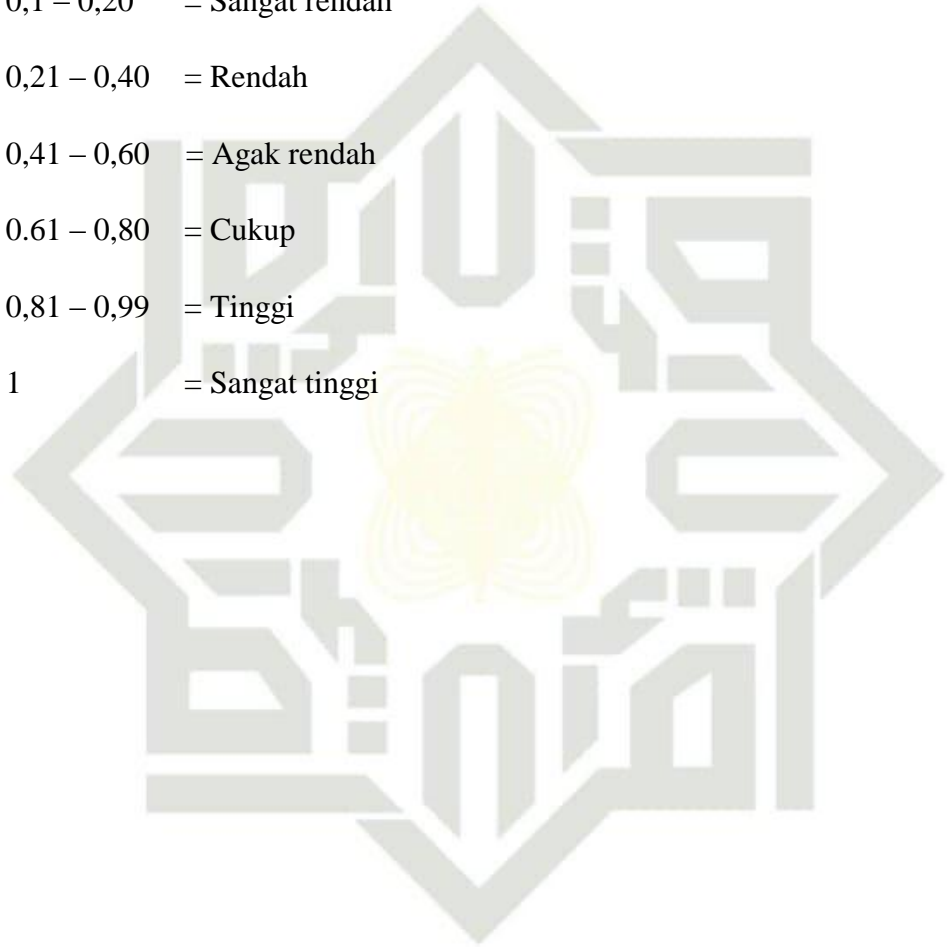 0,1 – 0,20 = Sangat rendah
0,21 – 0,40 = Rendah
0,41 – 0,60 = Agak rendah
0.61 – 0,80 = Cukup
0,81 – 0,99 = Tinggi
1 = Sangat tinggi